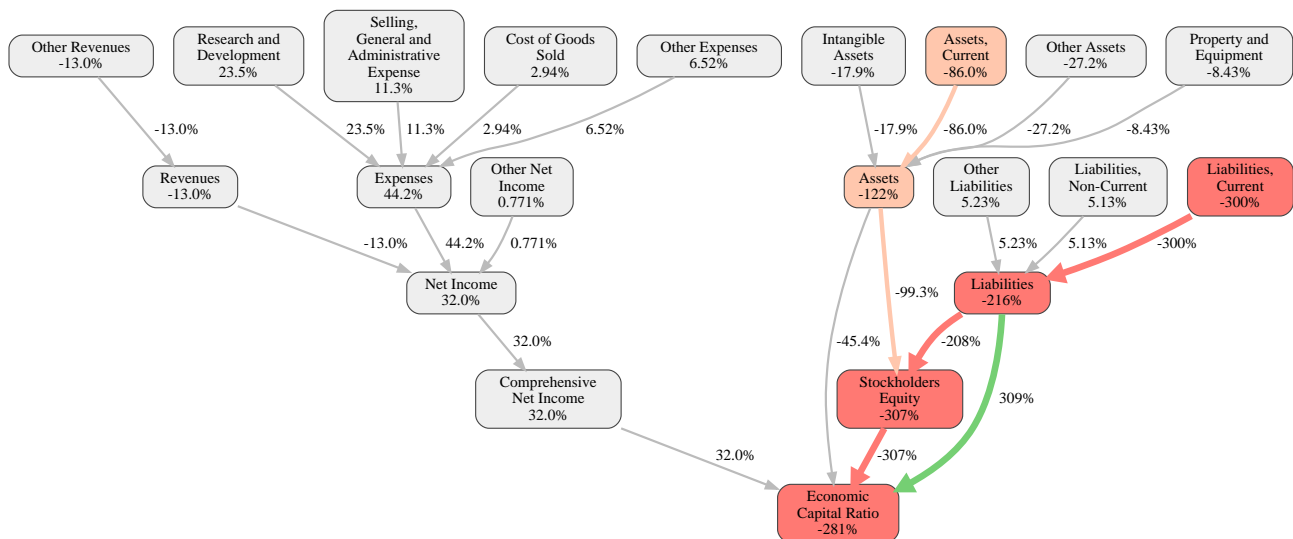 Other Revenues
-13.0%
Research and
Development
23.5%
Selling,
General and
Administrative
Expense
11.3%
Cost of Goods
Sold
2.94%
Other Expenses
6.52%
Intangible
Assets
-17.9%
Assets,
Current
-86.0%
Other Assets
-27.2%
Property and
Equipment
-8.43%
-13.0%
23.5%
11.3%
2.94%
6.52%
-17.9%
-86.0%
-27.2%
-8.43%
Revenues
-13.0%
Expenses
44.2%
Other Net
Income
0.771%
Assets
-122%
Other
Liabilities
5.23%
Liabilities,
Non-Current
5.13%
Liabilities,
Current
-300%
-13.0%
44.2%
0.771%
5.23%
5.13%
-300%
Net Income
32.0%
-99.3%
Liabilities
-216%
32.0%
-45.4%
-208%
Comprehensive
Net Income
32.0%
Stockholders
Equity
-307%
309%
32.0%
-307%
Economic
Capital Ratio
-281%